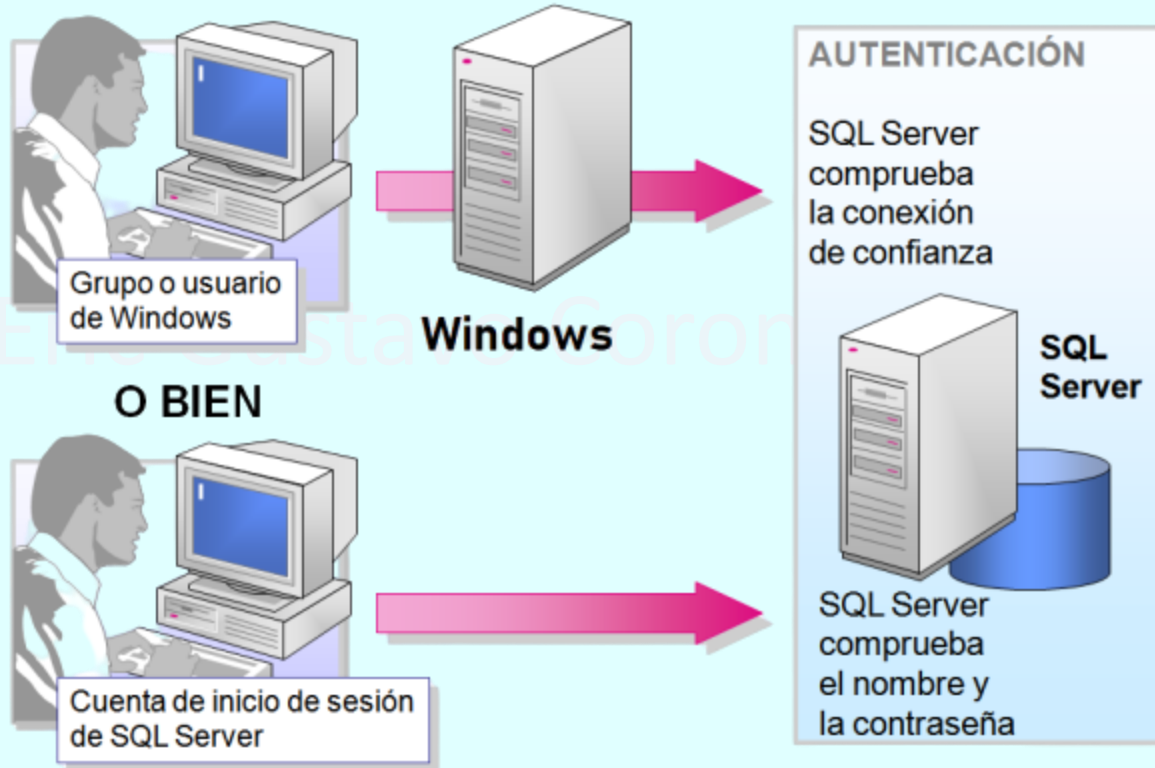 AUTENTICACIÓN
SQL Server
comprueba
la conexión
de confianza
Grupo o usuario
de Windows
Windows
SQL
Server
O BIEN
Cuenta de inicio de sesión
de SQL Server
SQL Server
comprueba
el nombre y
la contraseña